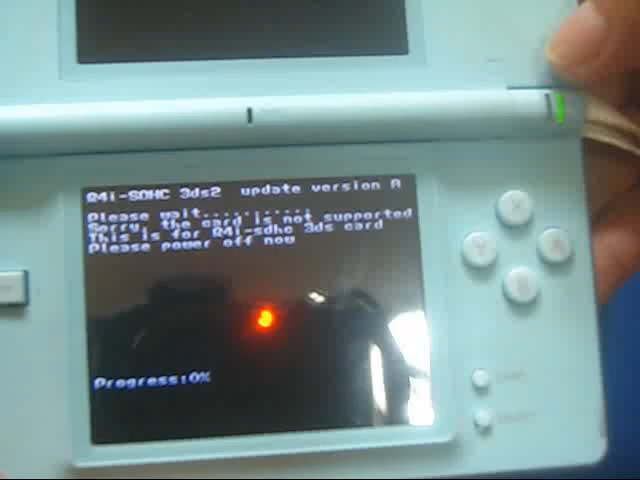 R4i-SDHC 3ds2 update version A
Please wait...........
Sorry, the card is not supported
This is for R4i-sdhc 3ds card
Please power off now
Progress:0%
X
Y